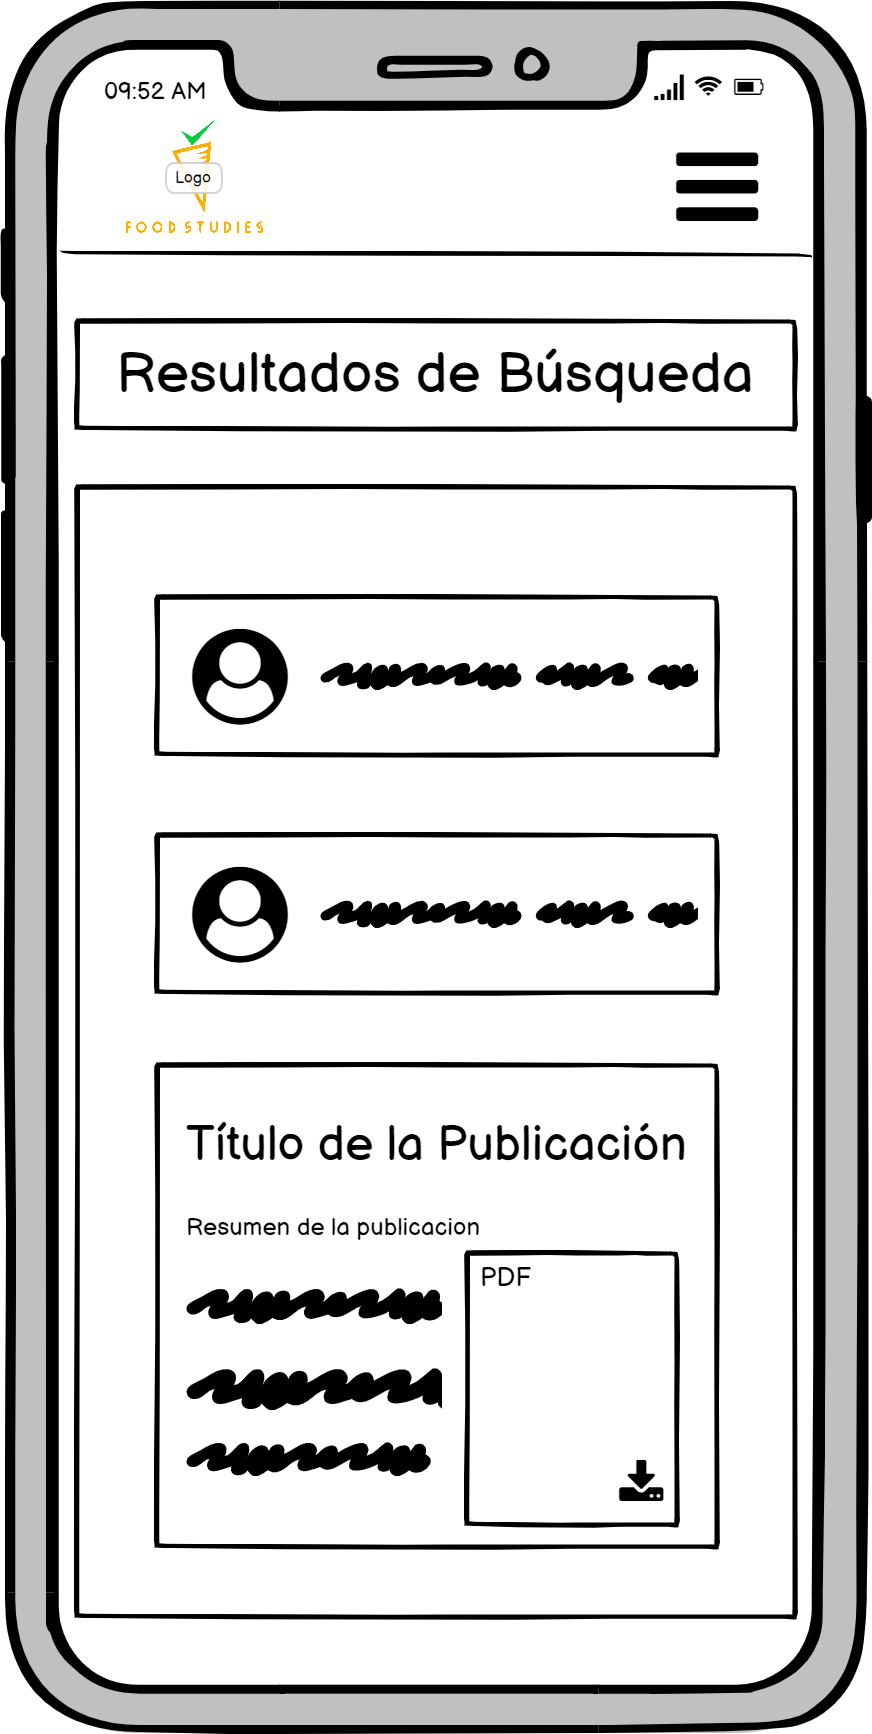 09:52 AM
Logo
FOOD STUDIES
Resultados de Búsqueda
Título de la Publicación
Resumen de la publicacion
PDF